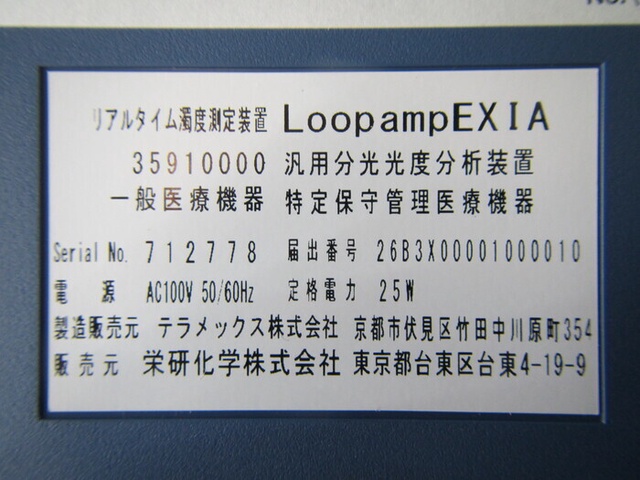 リアルタイム濁度測定装置 LoopampEXIA
35910000 汎用分光光度分析装置
一般医療機器 特定保守管理医療機器
Serial No. 712778 届出番号 26B3X00001000010
電源 AC100V 50/60Hz 定格電力 25W
製造販売元 テラメックス株式会社 京都市伏見区竹田中川原町354
販売元 栄研化学株式会社 東京都台東区台東4-19-9